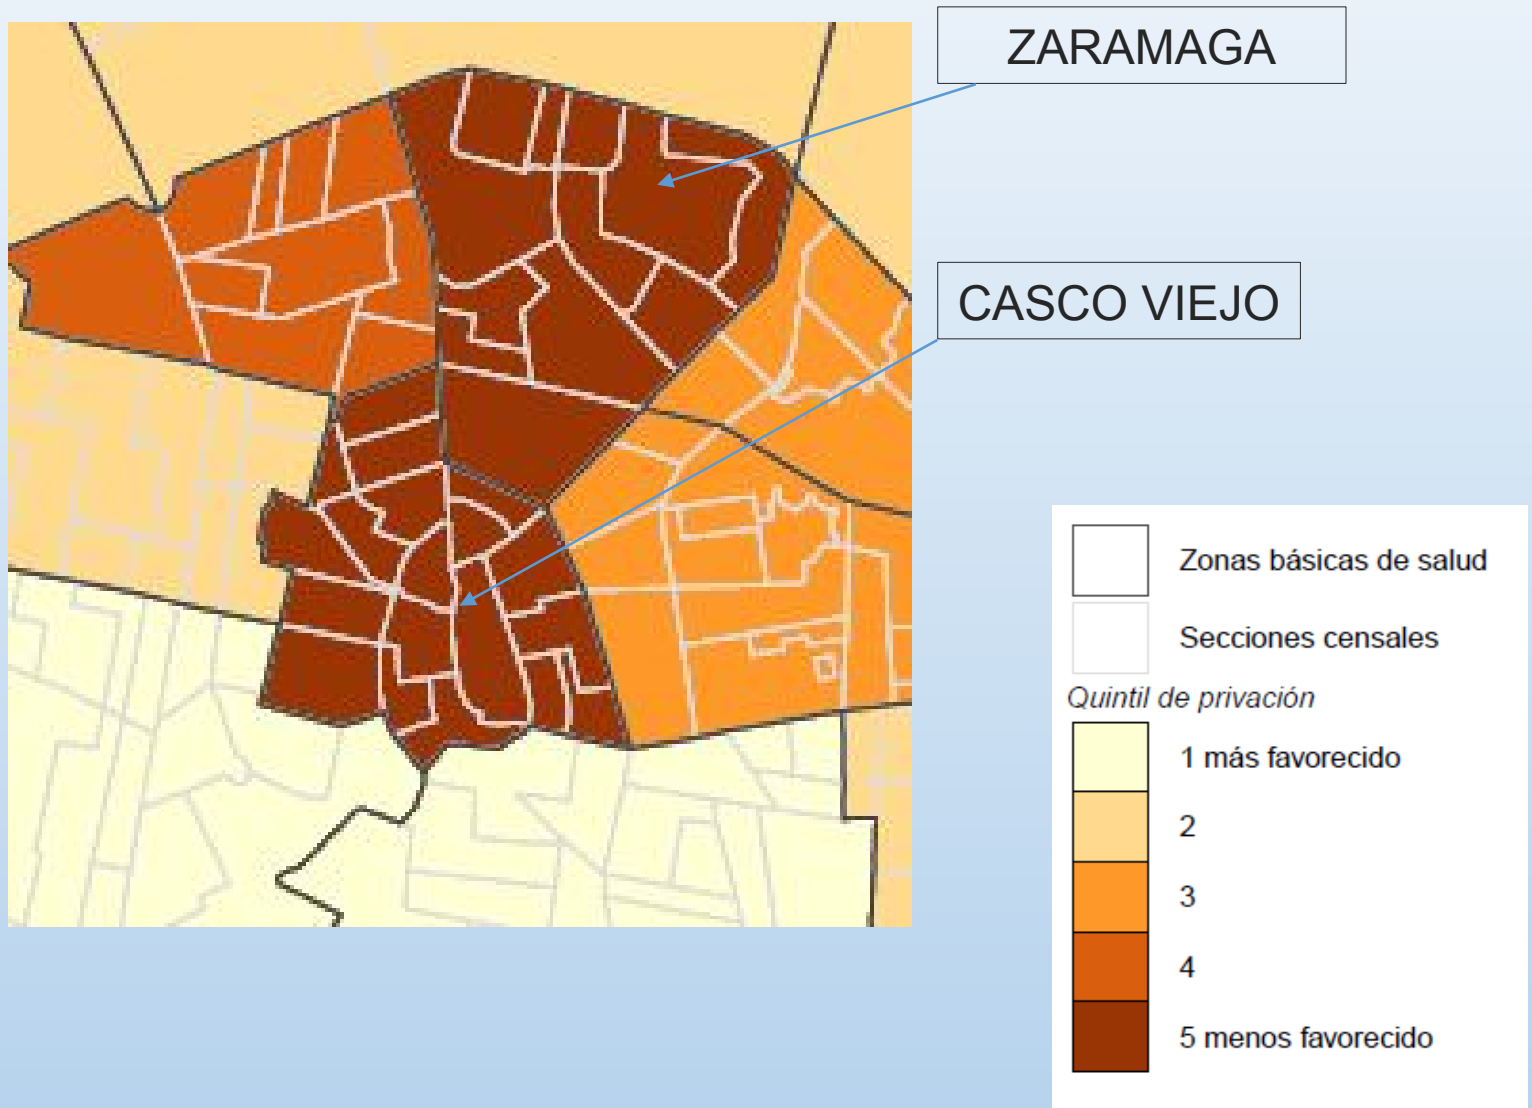 ZARAMAGA
CASCO VIEJO
Zonas básicas de salud
Secciones censales
Quintil de privación
1 más favorecido
2
3
4
5 menos favorecido